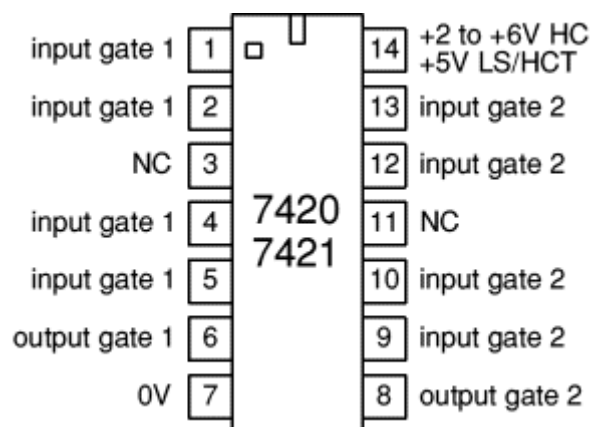 input gate 1 1
input gate 1 2
NC 3
input gate 1 4
input gate 1 5
output gate 1 6
0V 7
7420
7421
14 +2 to +6V HC
+5V LS/HCT
13 input gate 2
12 input gate 2
11 NC
10 input gate 2
9 input gate 2
8 output gate 2